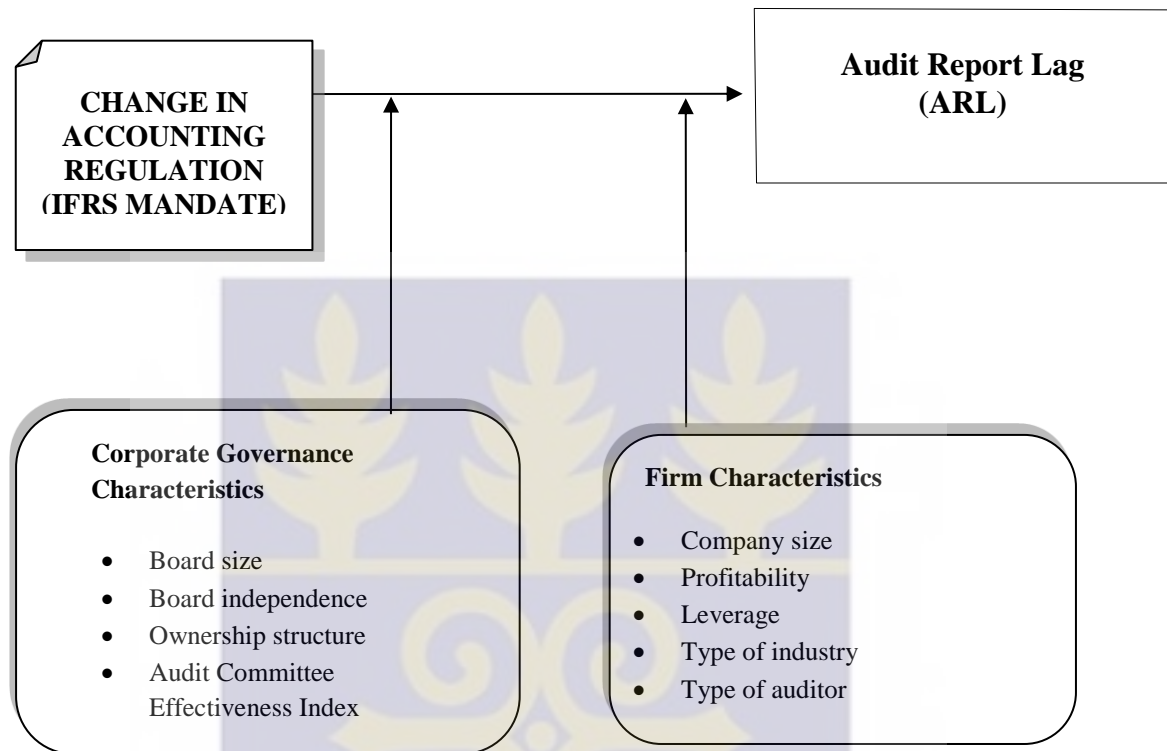 CHANGE IN
ACCOUNTING
REGULATION
(IFRS MANDATE)
Audit Report Lag
(ARL)
Corporate Governance
Characteristics
• Board size
• Board independence
• Ownership structure
• Audit Committee
Effectiveness Index
Firm Characteristics
• Company size
• Profitability
• Leverage
• Type of industry
• Type of auditor